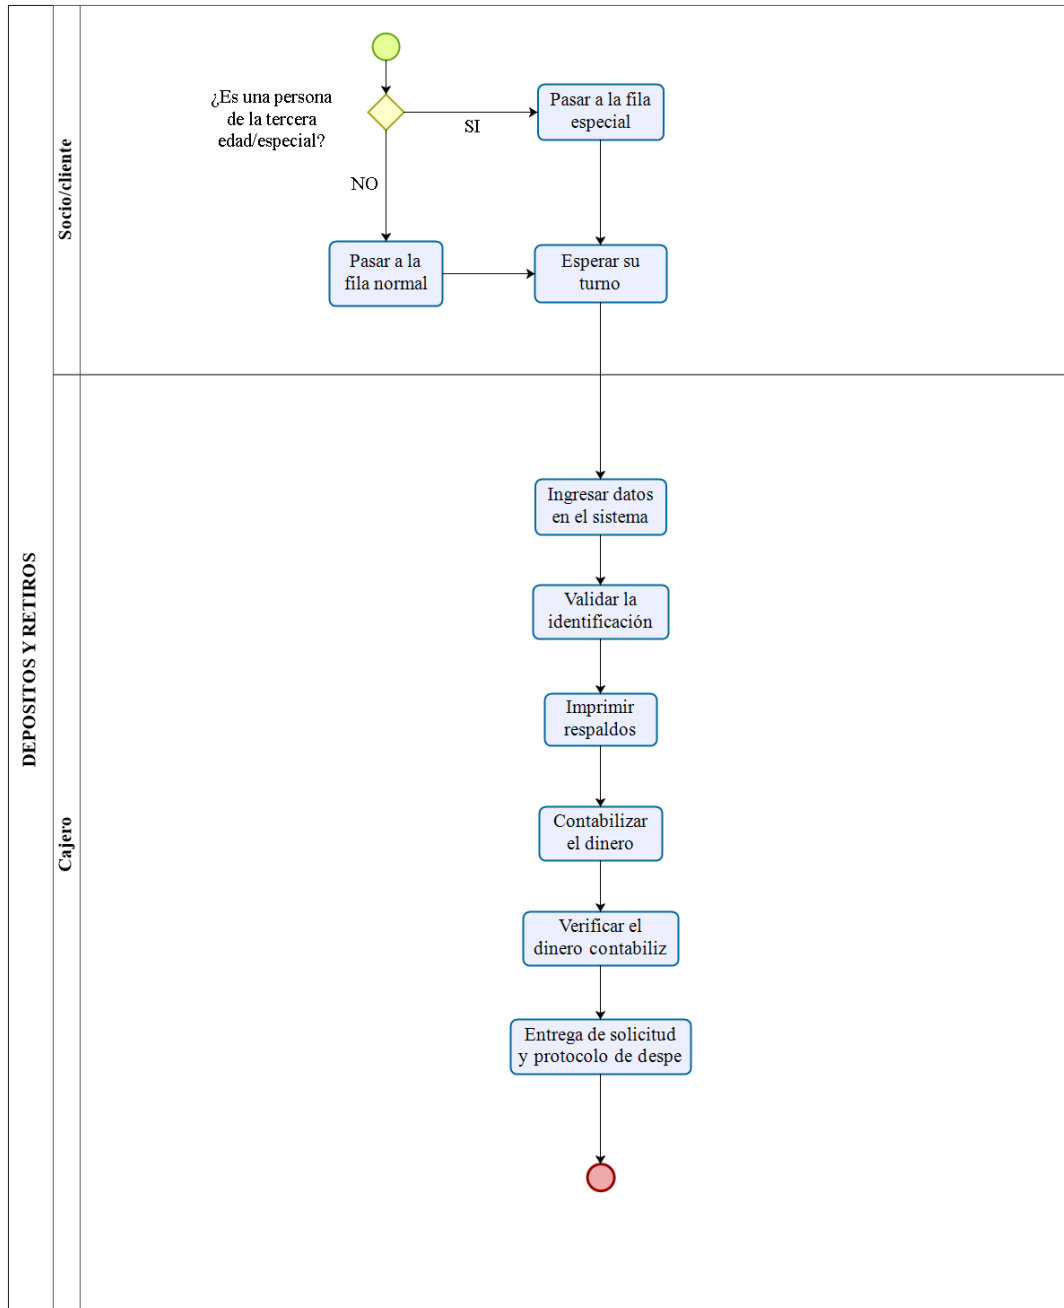 DEPOSITOS Y RETIROS
Socio/cliente
¿Es una persona
de la tercera
edad/especial?
SI
Pasar a la fila
especial
NO
Pasar a la
fila normal
Esperar su
turno
Cajero
Ingresar datos
en el sistema
Validar la
identificación
Imprimir
respaldos
Contabilizar
el dinero
Verificar el
dinero contabiliz
Entrega de solicitud
y protocolo de despe